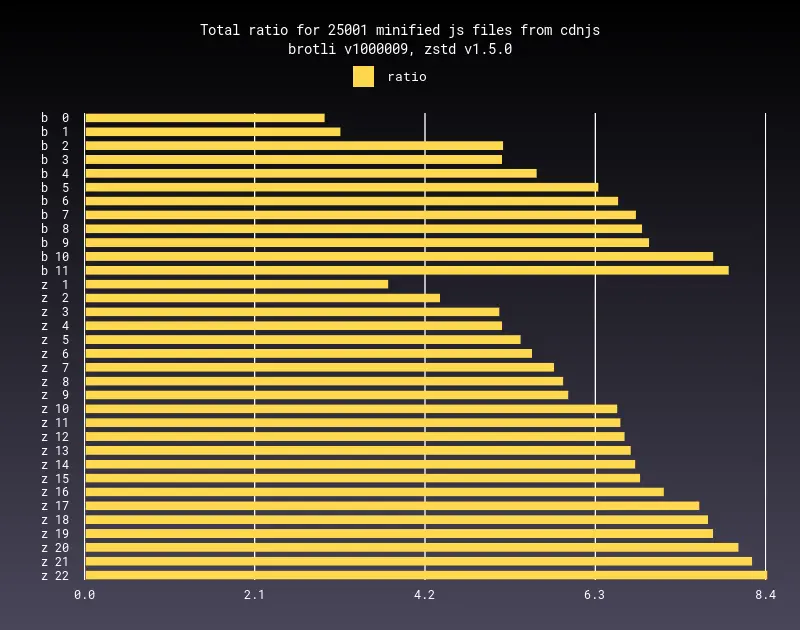 Total ratio for 25001 minified js files from cdnjs
brotli v1000009, zstd v1.5.0
ratio
b 0
b 1
b 2
b 3
b 4
b 5
b 6
b 7
b 8
b 9
b 10
b 11
z 1
z 2
z 3
z 4
z 5
z 6
z 7
z 8
z 9
z 10
z 11
z 12
z 13
z 14
z 15
z 16
z 17
z 18
z 19
z 20
z 21
z 22
0.0 2.1 4.2 6.3 8.4